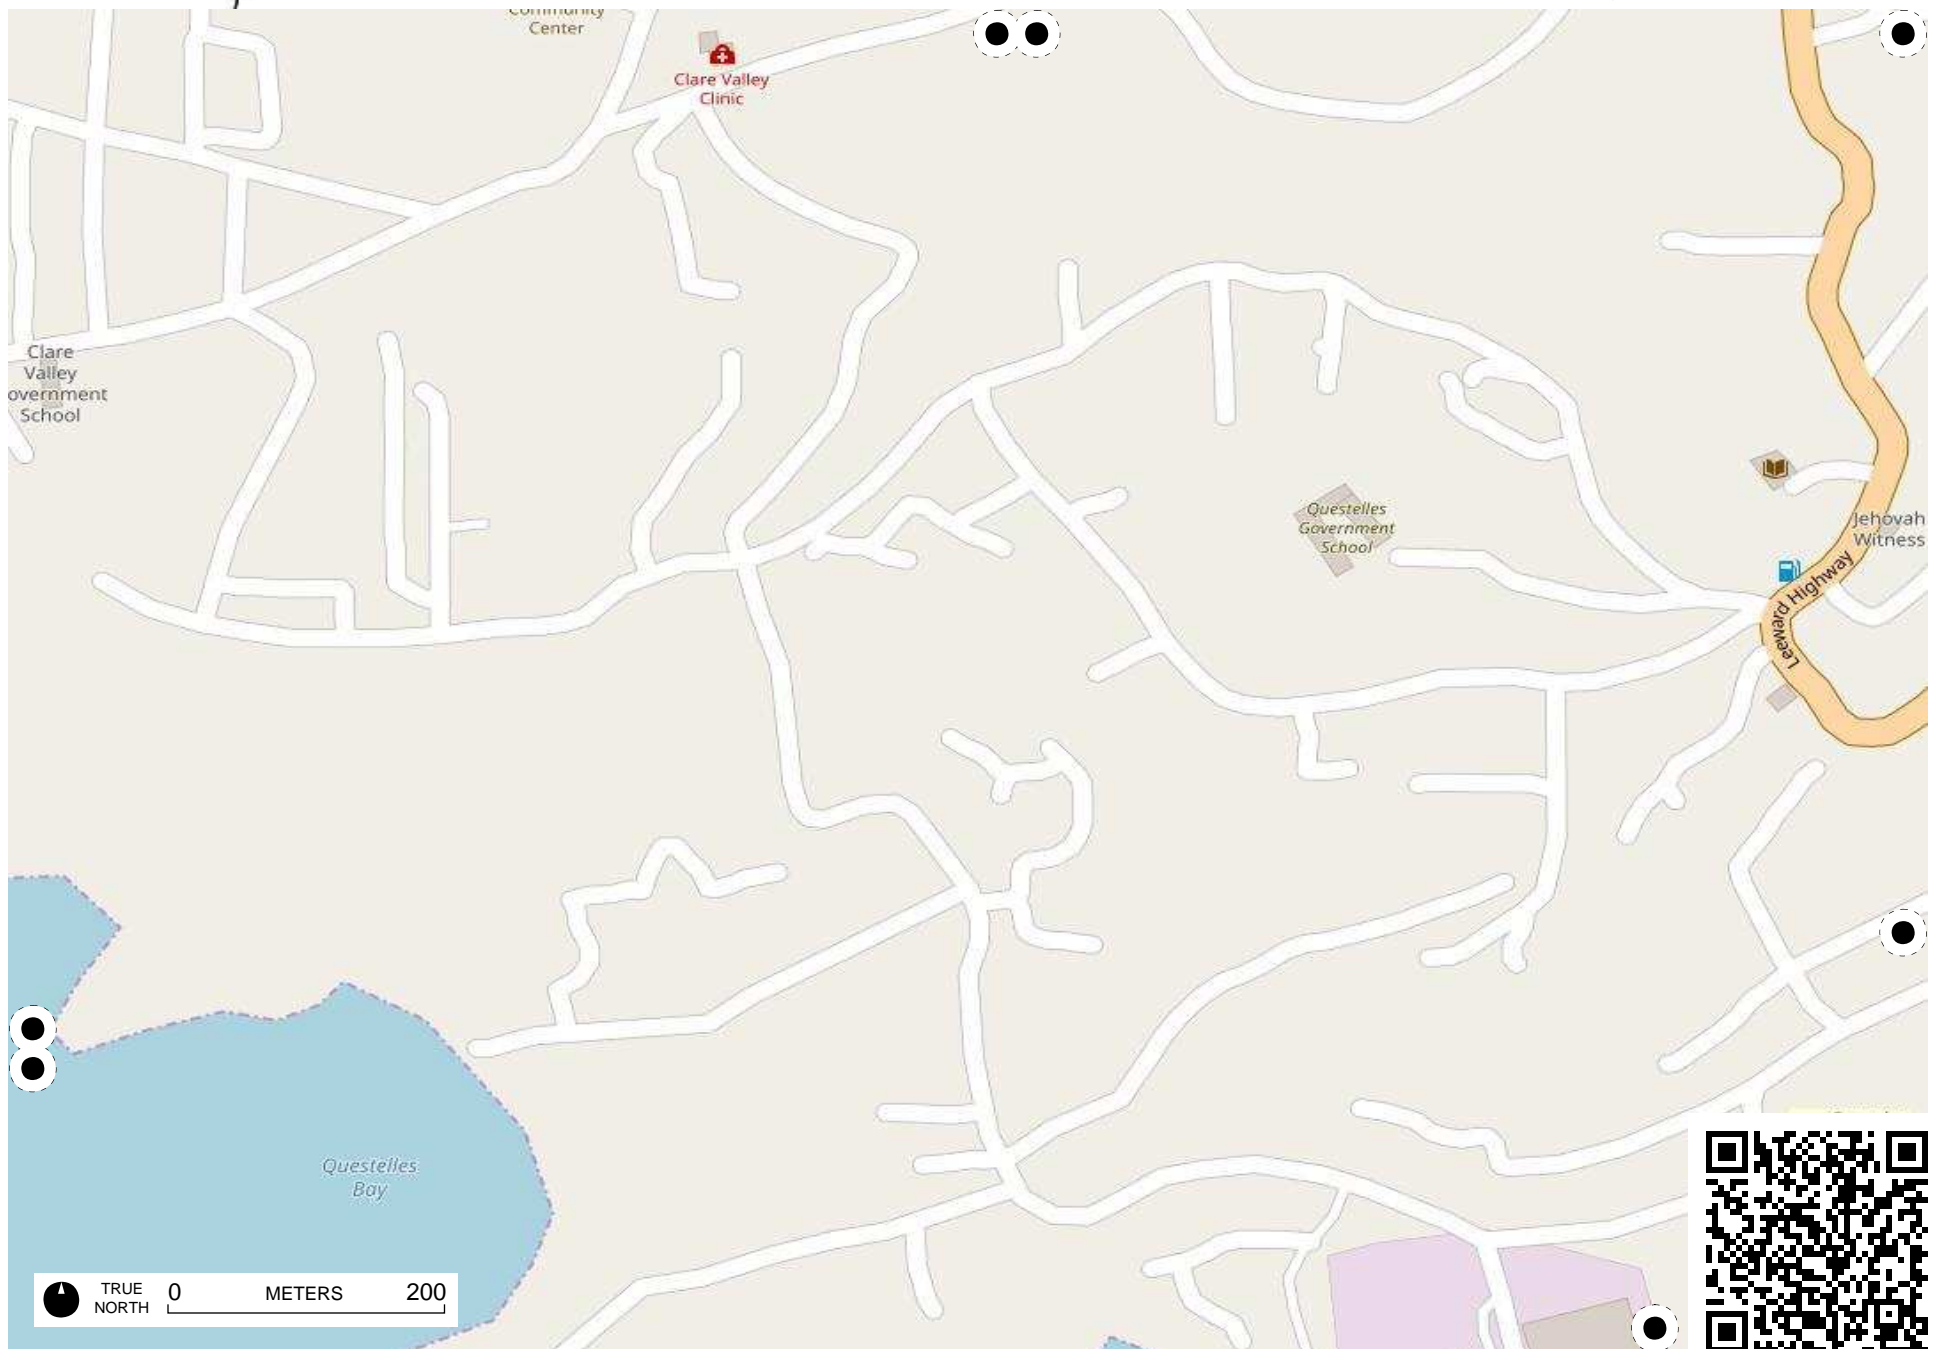 Community
Center
Clare Valley
Clinic
Clare
Valley
overnment
School
Questelles
Government
School
Jehovah
Witness
Leeward Highway
Questelles
Bay
TRUE
NORTH
0 METERS 200